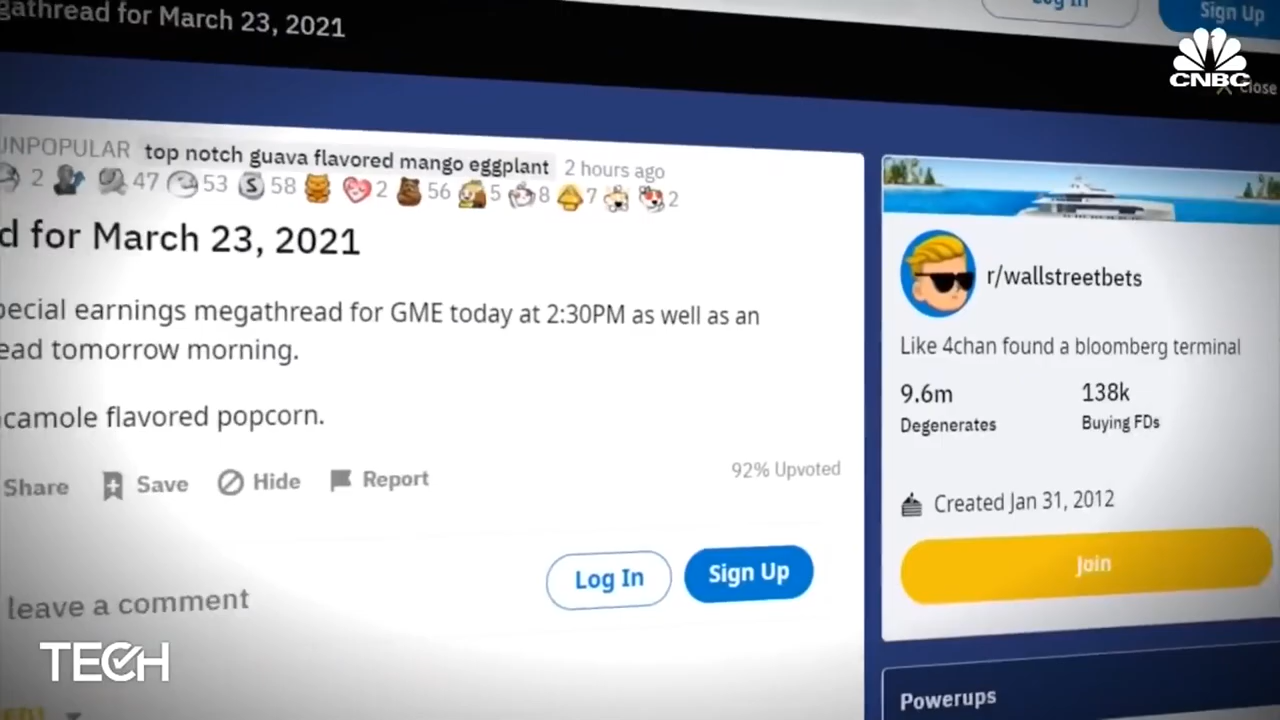 gathread for March 23, 2021
Log In
Sign Up
CNBC
Close
UNPOPULAR top notch guava flavored mango eggplant 2 hours ago
2 47 53 S 58 2 56 5 8 7 2
d for March 23, 2021
pecial earnings megathread for GME today at 2:30PM as well as an
ead tomorrow morning.
camole flavored popcorn.
Share Save Hide Report
92% Upvoted
Log In
Sign Up
leave a comment
r/wallstreetbets
Like 4chan found a bloomberg terminal
9.6m 138k
Degenerates Buying FDs
Created Jan 31, 2012
Join
Powerups
TECH